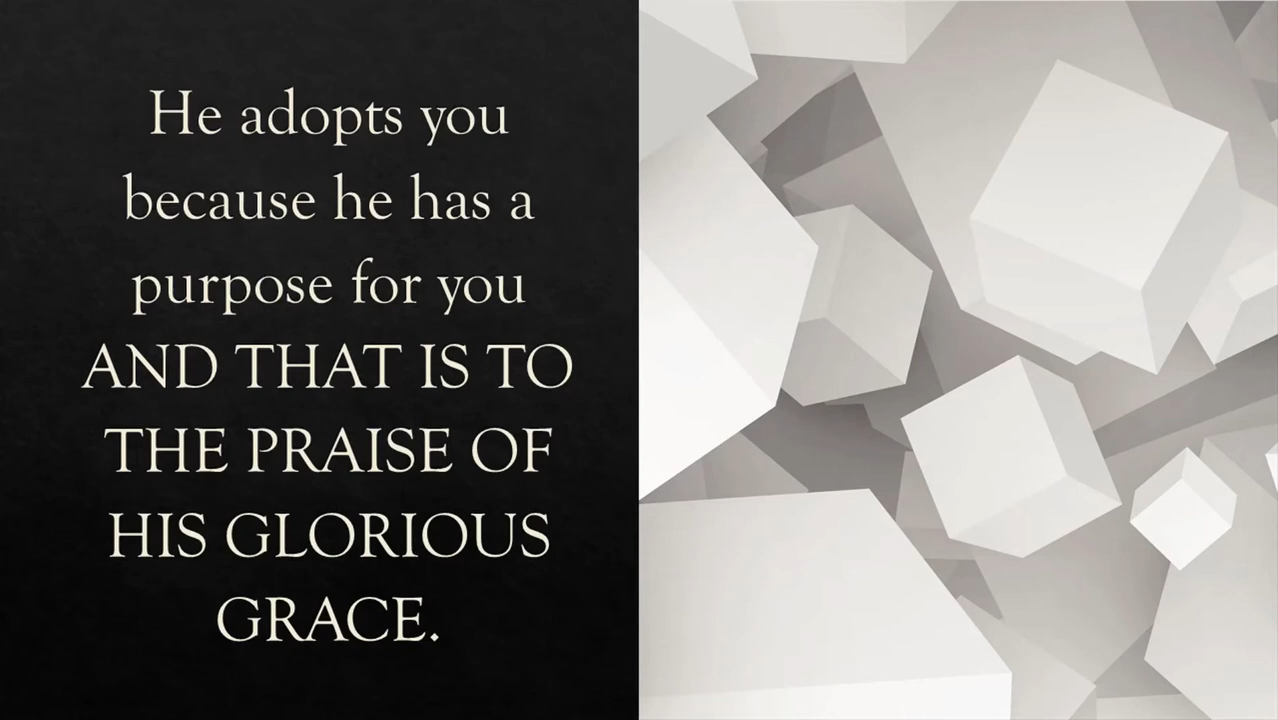 He adopts you
because he has a
purpose for you
AND THAT IS TO
THE PRAISE OF
HIS GLORIOUS
GRACE.